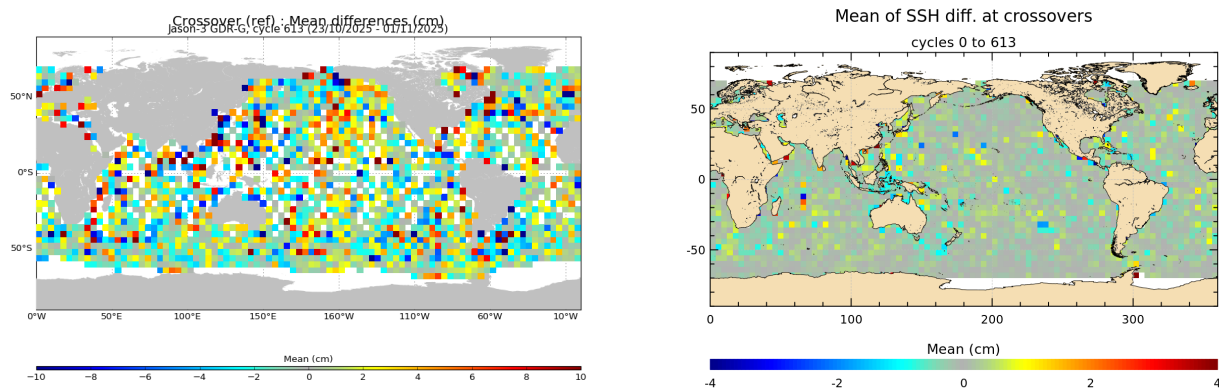 Crossover (ref) : Mean differences (cm)
Jason-3 GDR-G, cycle 613 (23/10/2025 - 01/11/2025)
50°N
0°S
50°S
0°W 50°E 100°E 150°E 160°W 110°W 60°W 10°W
Mean (cm)
−10 −8 −6 −4 −2 0 2 4 6 8 10
Mean of SSH diff. at crossovers
cycles 0 to 613
50
0
-50
0 100 200 300
Mean (cm)
-4 -2 0 2 4